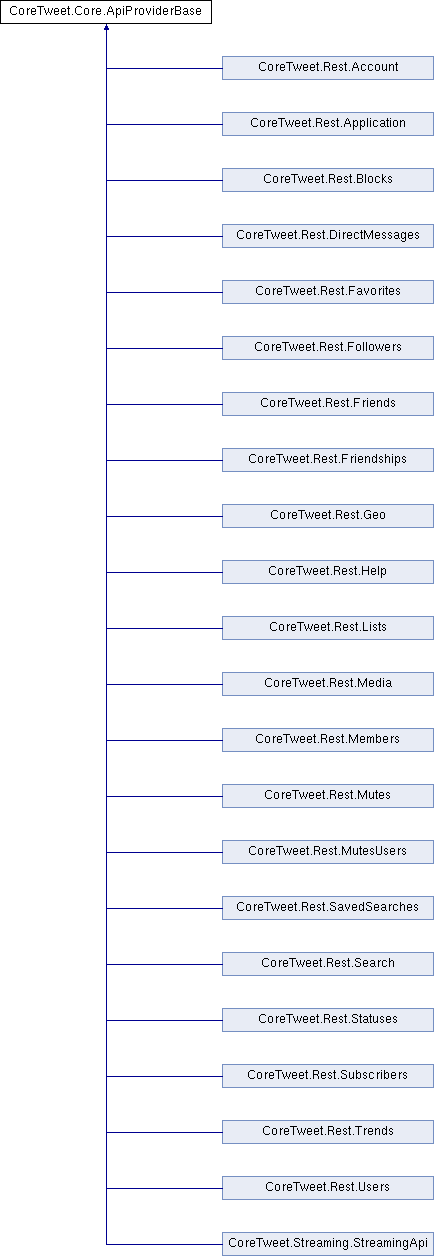 CoreTweet.Core.ApiProviderBase
CoreTweet.Rest.Account
CoreTweet.Rest.Application
CoreTweet.Rest.Blocks
CoreTweet.Rest.DirectMessages
CoreTweet.Rest.Favorites
CoreTweet.Rest.Followers
CoreTweet.Rest.Friends
CoreTweet.Rest.Friendships
CoreTweet.Rest.Geo
CoreTweet.Rest.Help
CoreTweet.Rest.Lists
CoreTweet.Rest.Media
CoreTweet.Rest.Members
CoreTweet.Rest.Mutes
CoreTweet.Rest.MutesUsers
CoreTweet.Rest.SavedSearches
CoreTweet.Rest.Search
CoreTweet.Rest.Statuses
CoreTweet.Rest.Subscribers
CoreTweet.Rest.Trends
CoreTweet.Rest.Users
CoreTweet.Streaming.StreamingApi